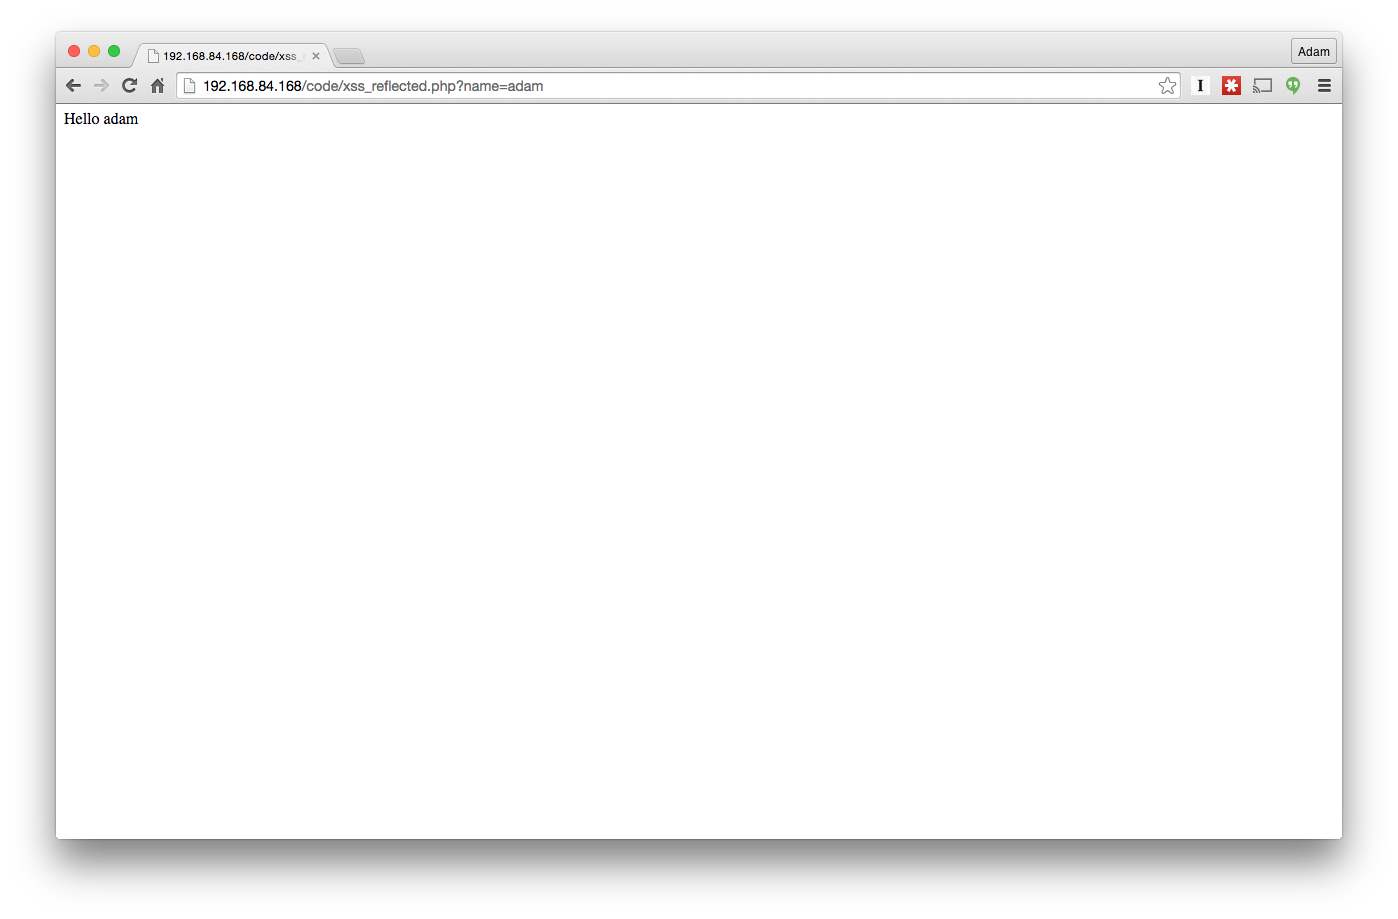 192.168.84.168/code/xss_
Adam
192.168.84.168/code/xss_reflected.php?name=adam
I
Hello adam